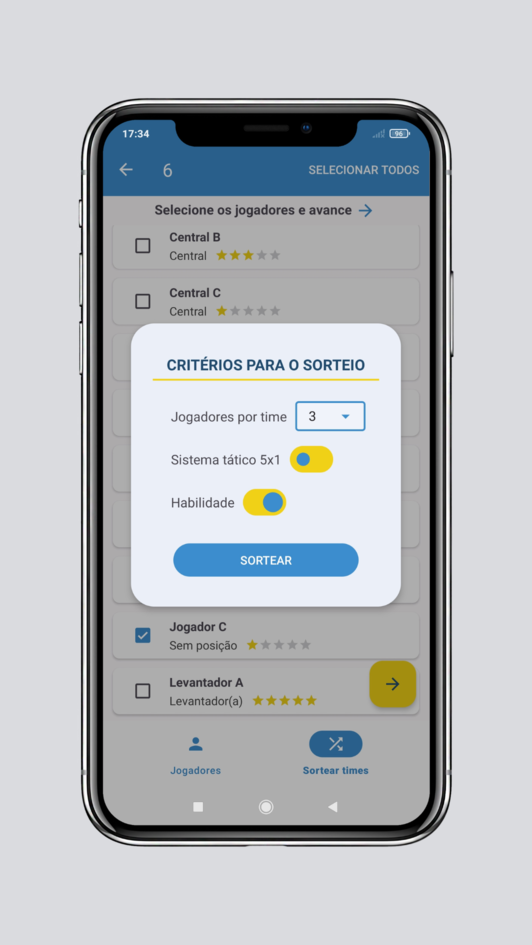 17:34
96
6
SELECIONAR TODOS
Selecione os jogadores e avance
Central B
Central
Central C
Central
CRITÉRIOS PARA O SORTEIO
Jogadores por time 3
Sistema tático 5x1
Habilidade
SORTEAR
Jogador C
Sem posição
Levantador A
Levantador(a)
Jogadores
Sortear times